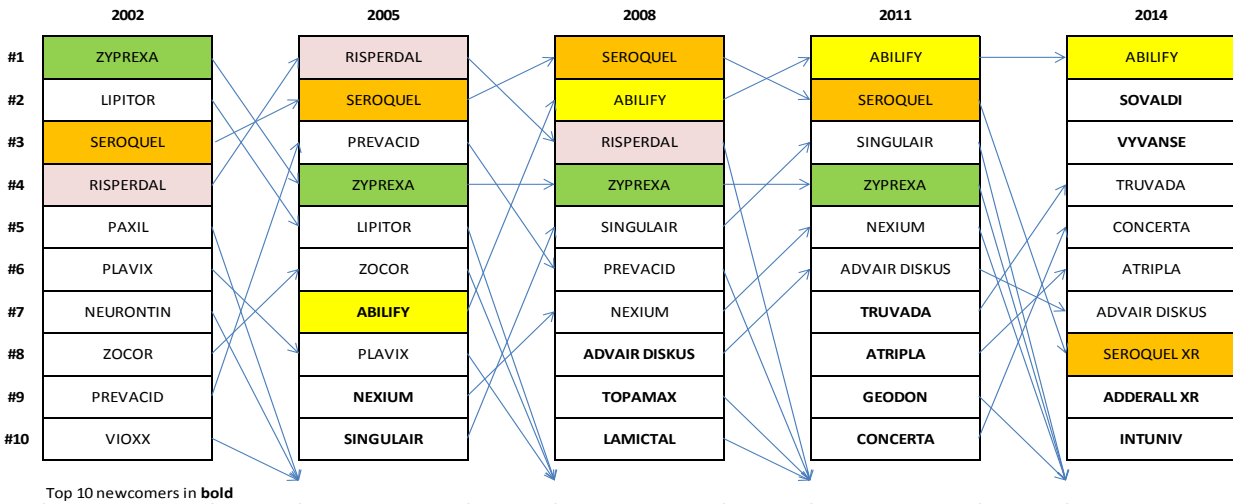 2002 2005 2008 2011 2014
#1 ZYPREXA RISPERDAL SEROQUEL ABILIFY ABILIFY
#2 LIPITOR SEROQUEL ABILIFY SEROQUEL SOVALDI
#3 SEROQUEL PREVACID RISPERDAL SINGULAIR VYVANSE
#4 RISPERDAL ZYPREXA ZYPREXA ZYPREXA TRUVADA
#5 PAXIL LIPITOR SINGULAIR NEXIUM CONCERTA
#6 PLAVIX ZOCOR PREVACID ADVAIR DISKUS ATRIPLA
#7 NEURONTIN ABILIFY NEXIUM TRUVADA ADVAIR DISKUS
#8 ZOCOR PLAVIX ADVAIR DISKUS ATRIPLA SEROQUEL XR
#9 PREVACID NEXIUM TOPAMAX GEODON ADDERALL XR
#10 VIOXX SINGULAIR LAMICTAL CONCERTA INTUNIV
Top 10 newcomers in bold